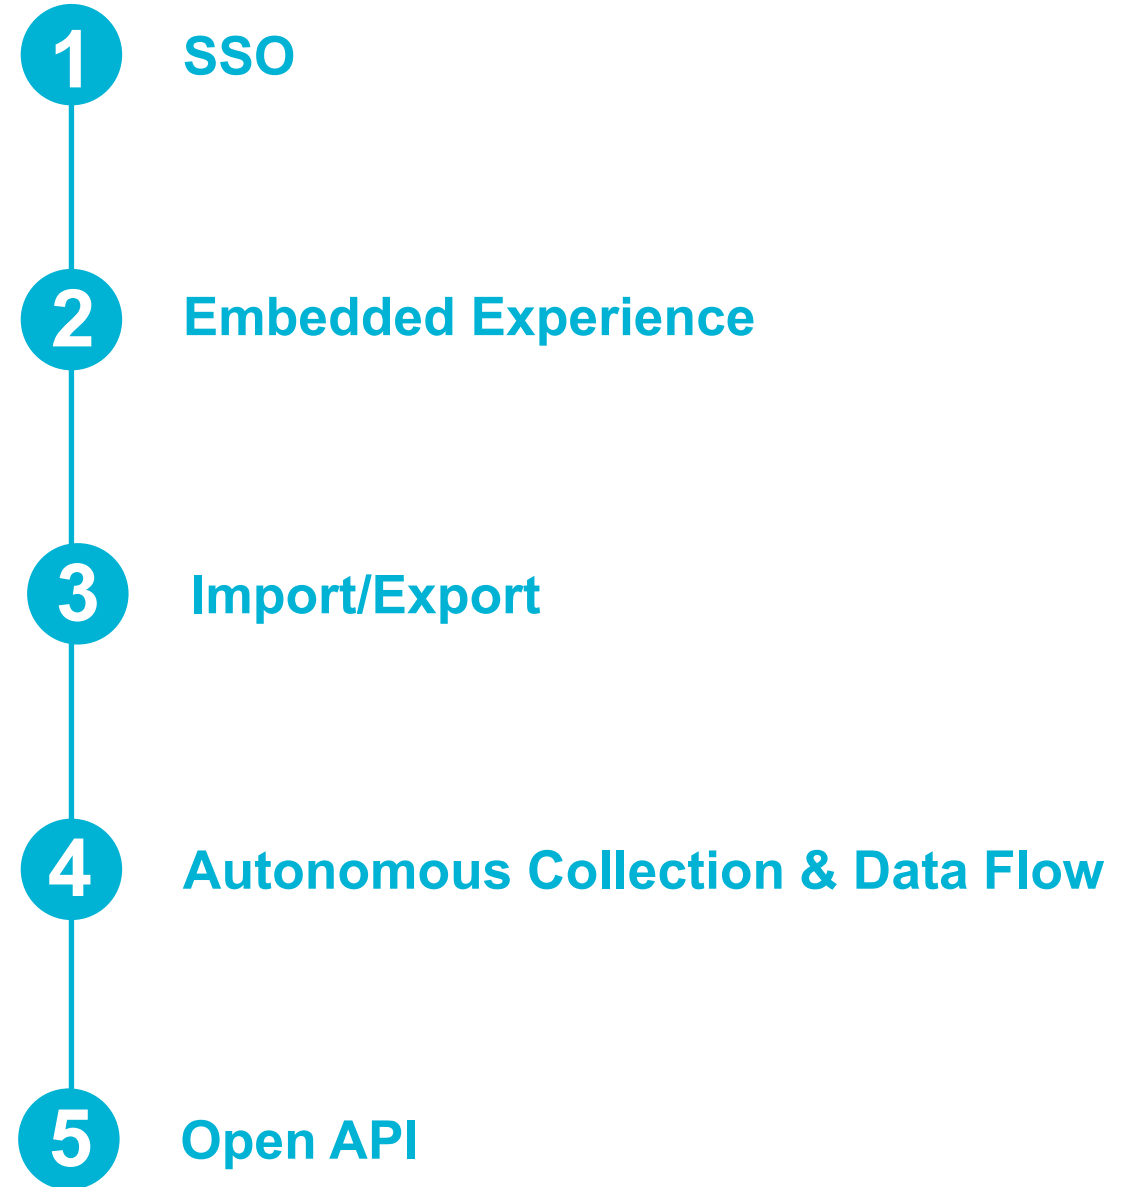 1 SSO
2 Embedded Experience
3 Import/Export
4 Autonomous Collection & Data Flow
5 Open API